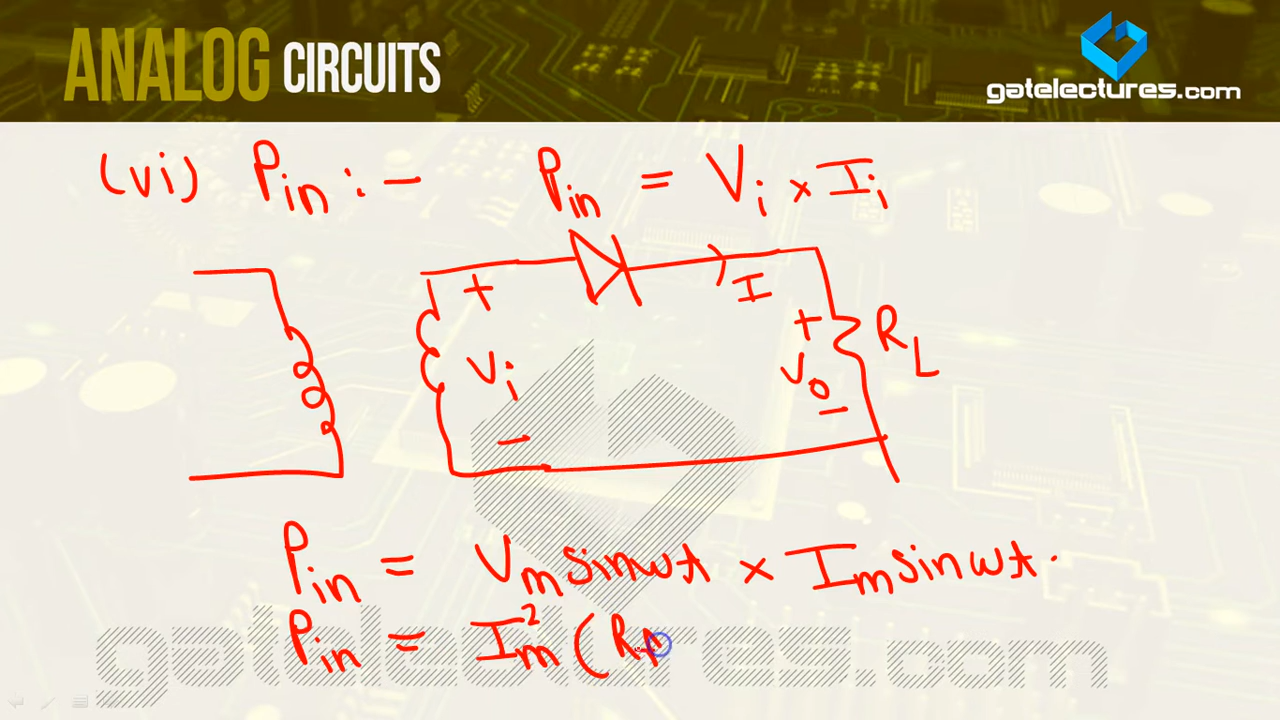 ANALOG CIRCUITS
gatelectures.com
(vi) Pin :- Pin = Vi × Ii
+
I
+
RL
Vi
Vo
-
-
Pin = Vm sinωt × Im sinωt.
Pin = Im² (Rf
gatelectures.com